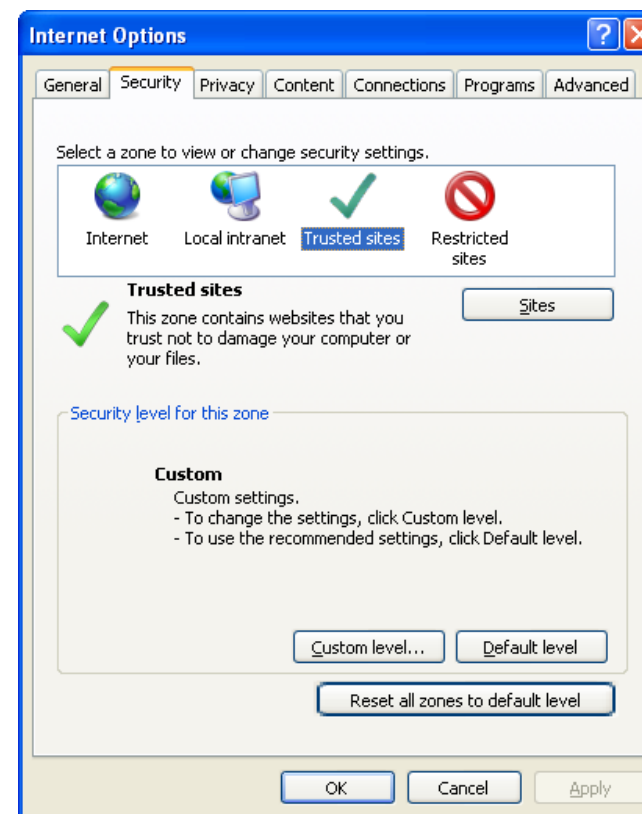 Internet Options
General Security Privacy Content Connections Programs Advanced
Select a zone to view or change security settings.
Internet Local intranet Trusted sites Restricted sites
Trusted sites
Sites
This zone contains websites that you
trust not to damage your computer or
your files.
Security level for this zone
Custom
Custom settings.
- To change the settings, click Custom level.
- To use the recommended settings, click Default level.
Custom level... Default level
Reset all zones to default level
OK Cancel Apply